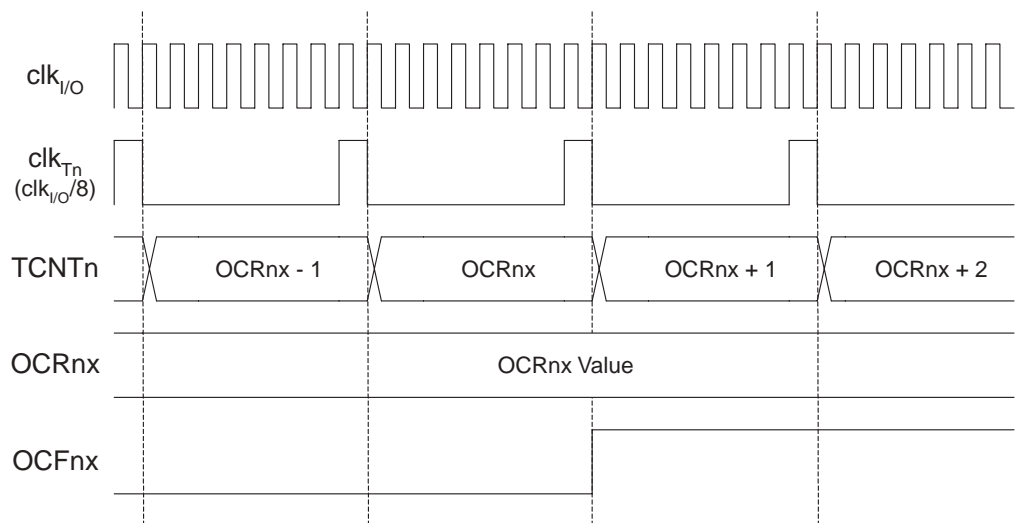 clkI/O
clkTn
(clkI/O/8)
TCNTn
OCRnx - 1
OCRnx
OCRnx + 1
OCRnx + 2
OCRnx
OCRnx Value
OCFnx